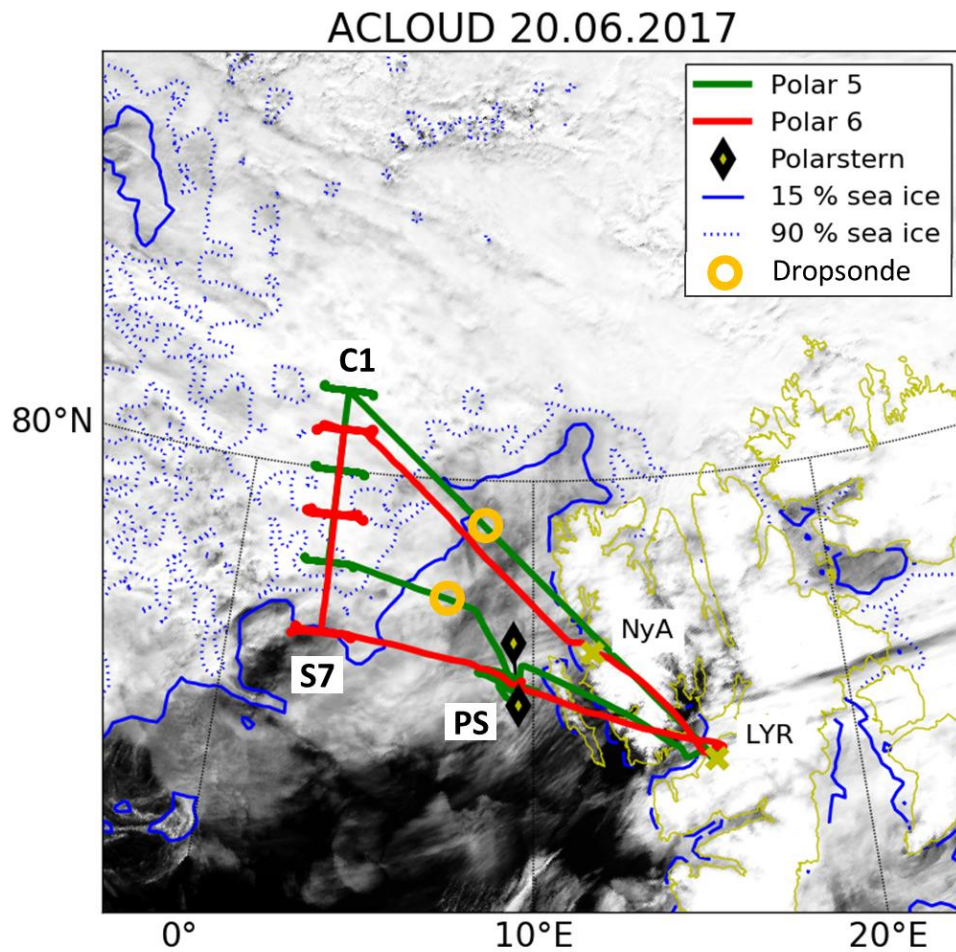 ACLOUD 20.06.2017
Polar 5
Polar 6
Polarstern
15 % sea ice
90 % sea ice
Dropsonde
C1
80°N
NyA
S7
PS
LYR
0°
10°E
20°E